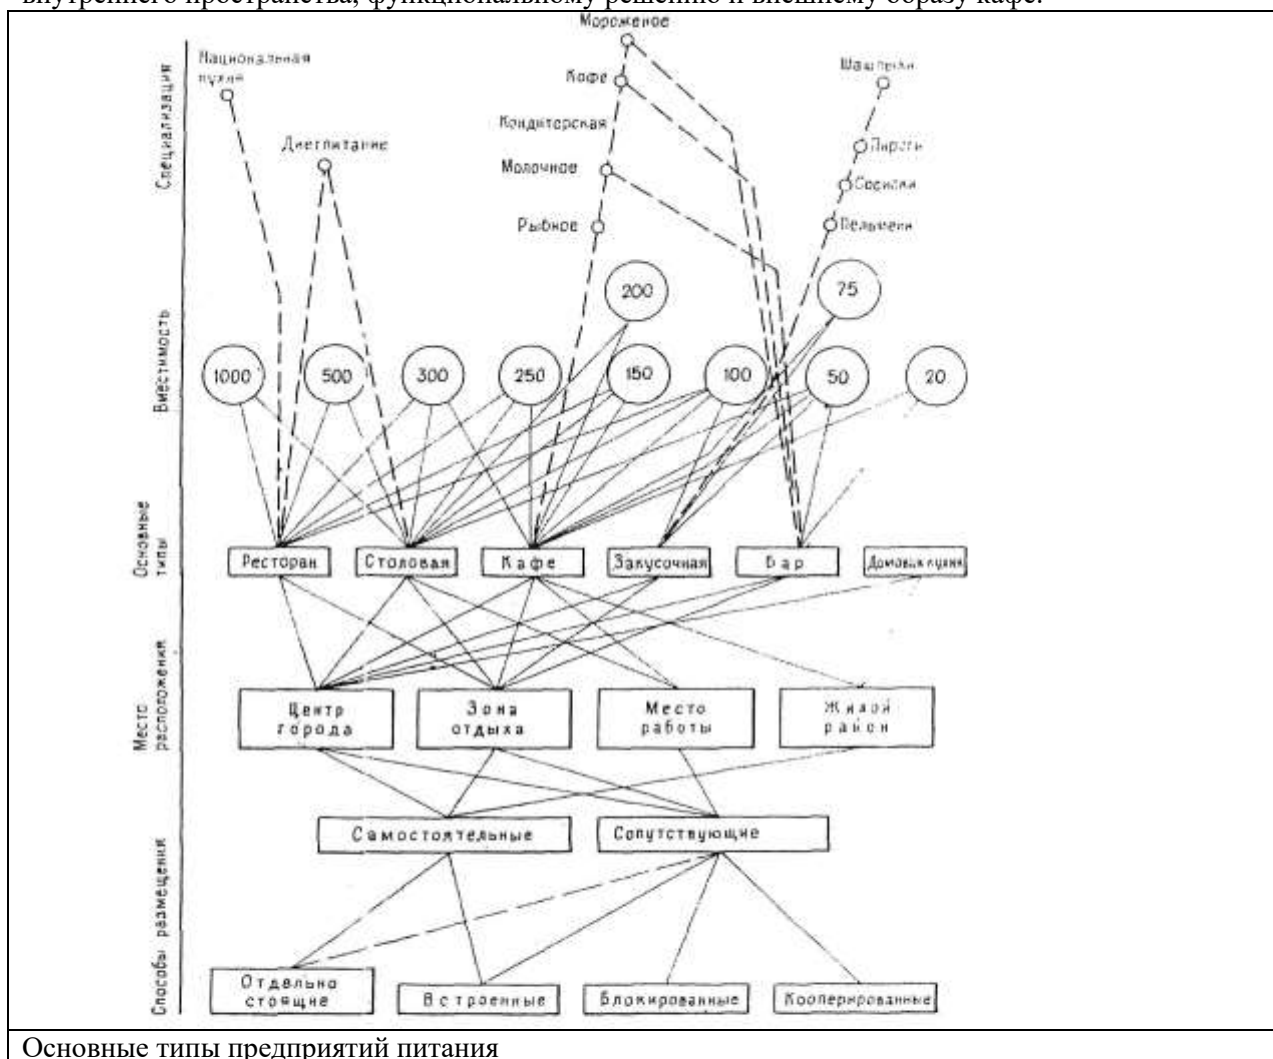 внутреннего пространства, функциональному решению и внешнему образу кафе.
Мороженое
Национальная
кухня
Кофе
Шашлыки
Специализация
Кондитерская
Диетпитание
Пироги
Молочное
Сосиски
Рыбное
Пельмени
Вместимость
200
75
1000
500
300
250
150
100
50
20
Основные
типы
Ресторан
Столовая
Кафе
Закусочная
Бар
Домовая кухня
Место
расположения
Центр
города
Зона
отдыха
Место
работы
Жилой
район
Способы размещения
Самостоятельные
Сопутствующие
Отдельно
стоящие
Встроенные
Блокированные
Кооперированные
Основные типы предприятий питания